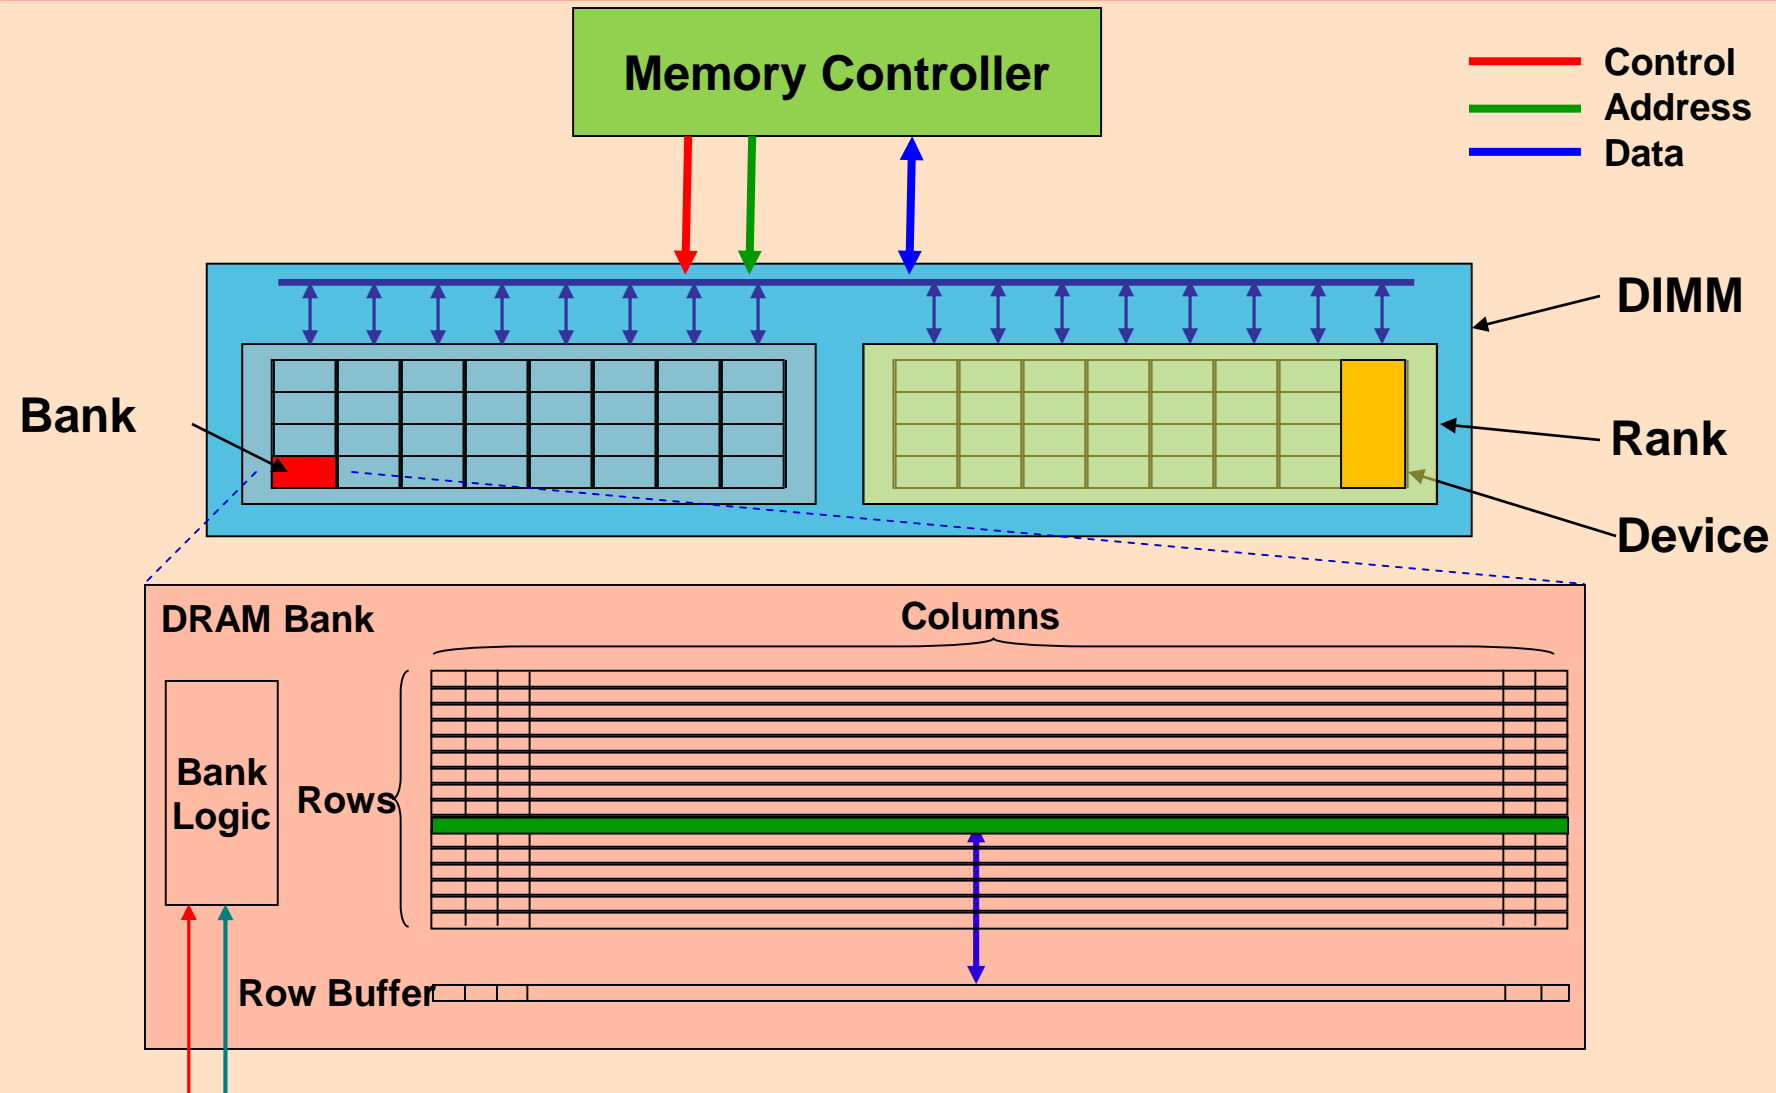 Memory Controller
Control
Address
Data
DIMM
Bank
Rank
Device
DRAM Bank
Columns
Bank
Logic
Rows
Row Buffer